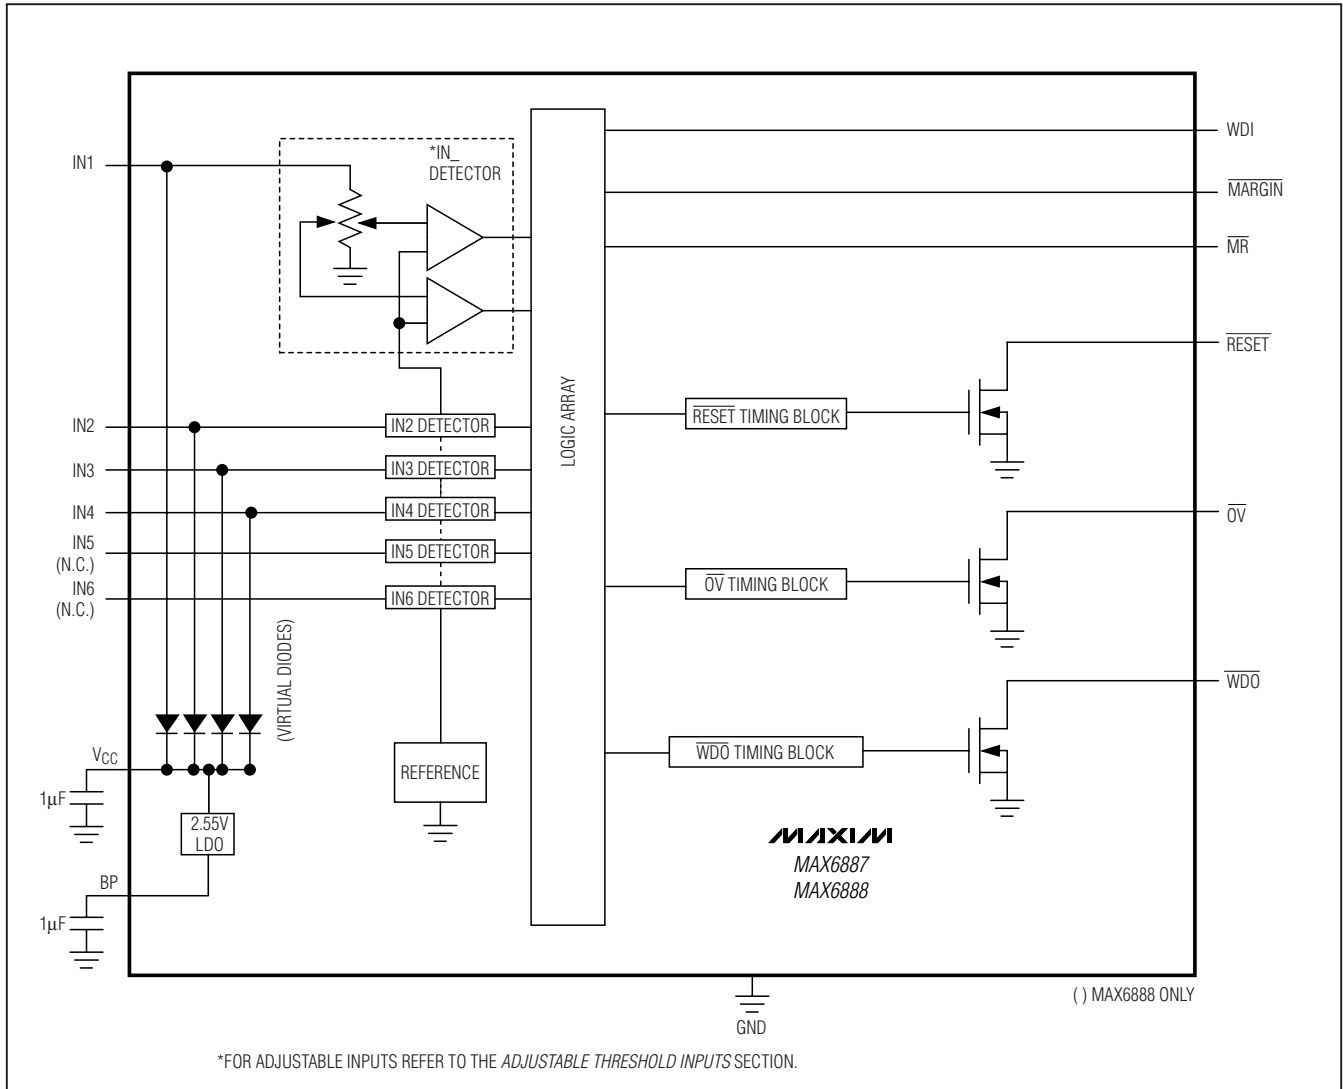 WDI
*IN_
DETECTOR
IN1
MARGIN
MR
RESET
LOGIC ARRAY
RESET TIMING BLOCK
IN2
IN2 DETECTOR
IN3
IN3 DETECTOR
IN4
IN4 DETECTOR
OV
IN5
(N.C.)
IN5 DETECTOR
IN6
(N.C.)
IN6 DETECTOR
OV TIMING BLOCK
(VIRTUAL DIODES)
WDO
WDO TIMING BLOCK
VCC
REFERENCE
1μF
2.55V
LDO
MAXIM
MAX6887
MAX6888
BP
1μF
( ) MAX6888 ONLY
GND
*FOR ADJUSTABLE INPUTS REFER TO THE ADJUSTABLE THRESHOLD INPUTS SECTION.